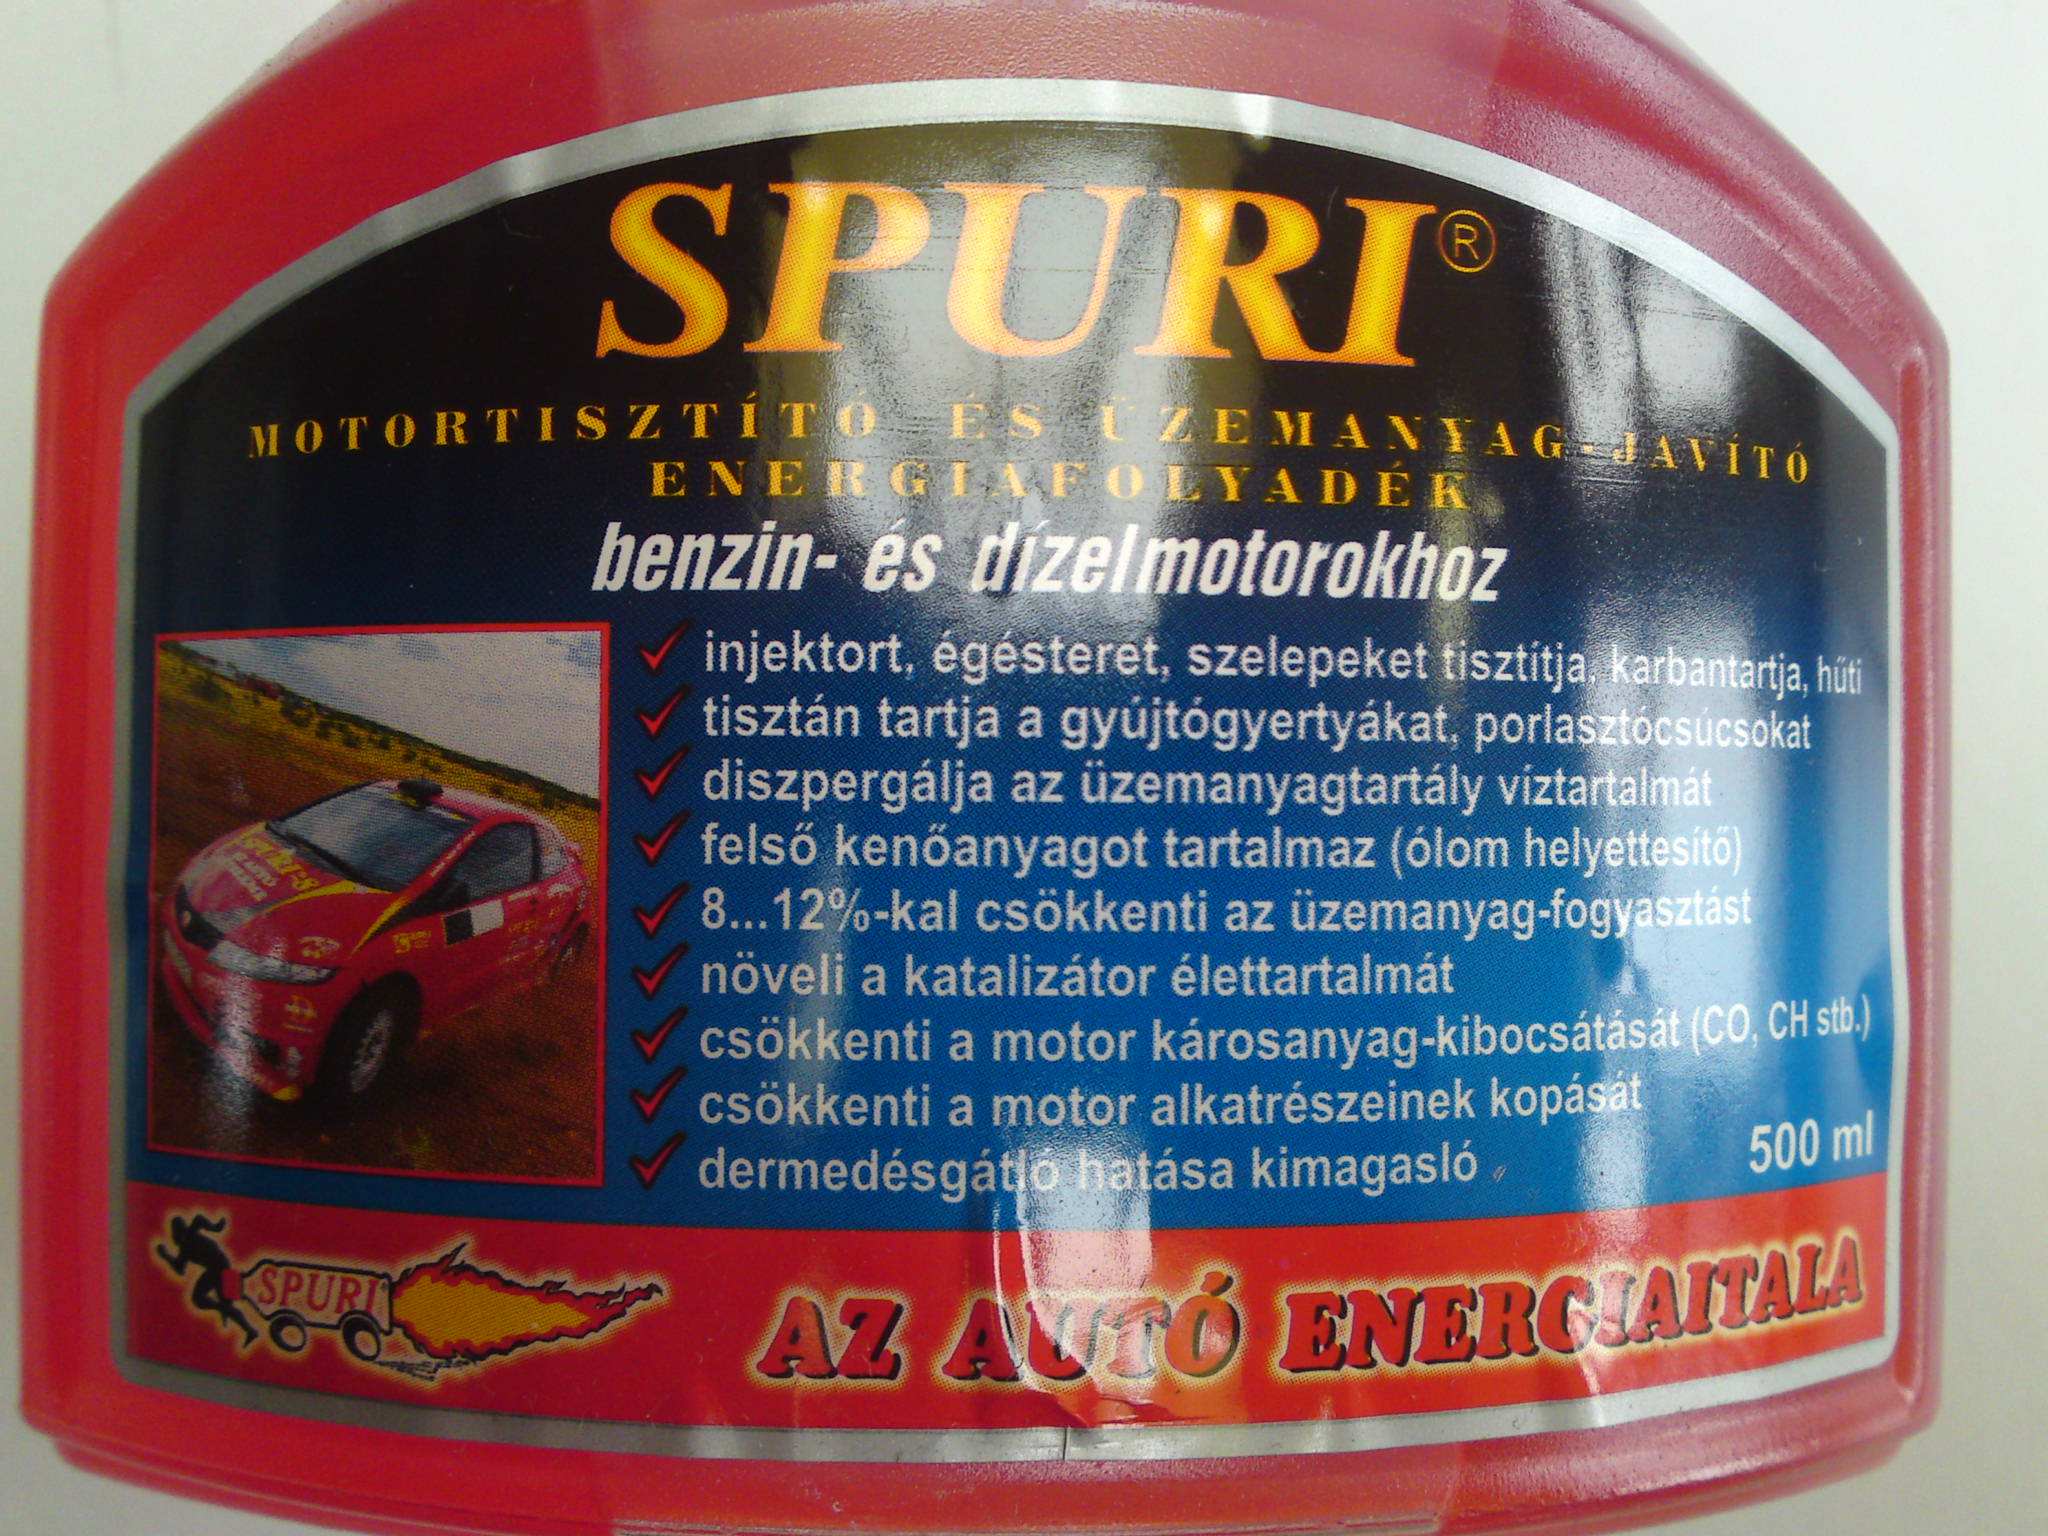 SPURI®
MOTORTISZTÍTÓ ÉS ÜZEMANYAG-JAVÍTÓ
ENERGIAFOLYADÉK
benzin- és dízelmotorokhoz
injektort, égésteret, szelepeket tisztítja, karbantartja, hűti
tisztán tartja a gyújtógyertyákat, porlasztócsúcsokat
diszpergálja az üzemanyagtartály víztartalmát
felső kenőanyagot tartalmaz (ólom helyettesítő)
8...12%-kal csökkenti az üzemanyag-fogyasztást
növeli a katalizátor élettartalmát
csökkenti a motor károsanyag-kibocsátását (CO, CH stb.)
csökkenti a motor alkatrészeinek kopását
dermedésgátló hatása kimagasló
500 ml
SPURI
AZ AUTÓ ENERGIAITALA